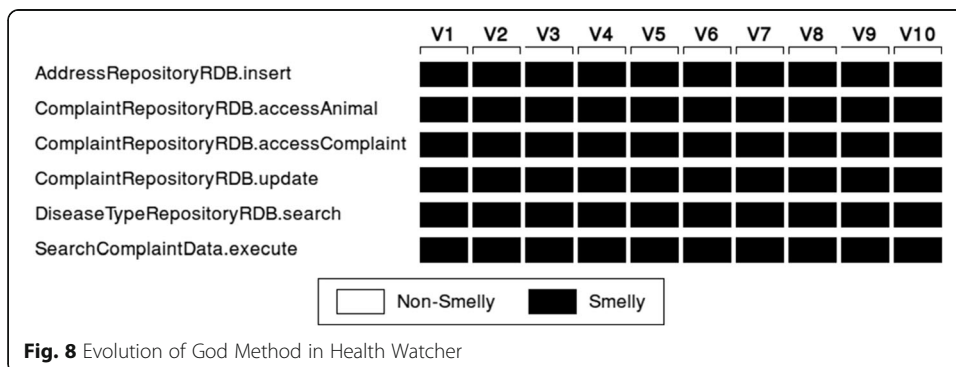 V1 V2 V3 V4 V5 V6 V7 V8 V9 V10
AddressRepositoryRDB.insert
ComplaintRepositoryRDB.accessAnimal
ComplaintRepositoryRDB.accessComplaint
ComplaintRepositoryRDB.update
DiseaseTypeRepositoryRDB.search
SearchComplaintData.execute
Non-Smelly Smelly
Fig. 8 Evolution of God Method in Health Watcher